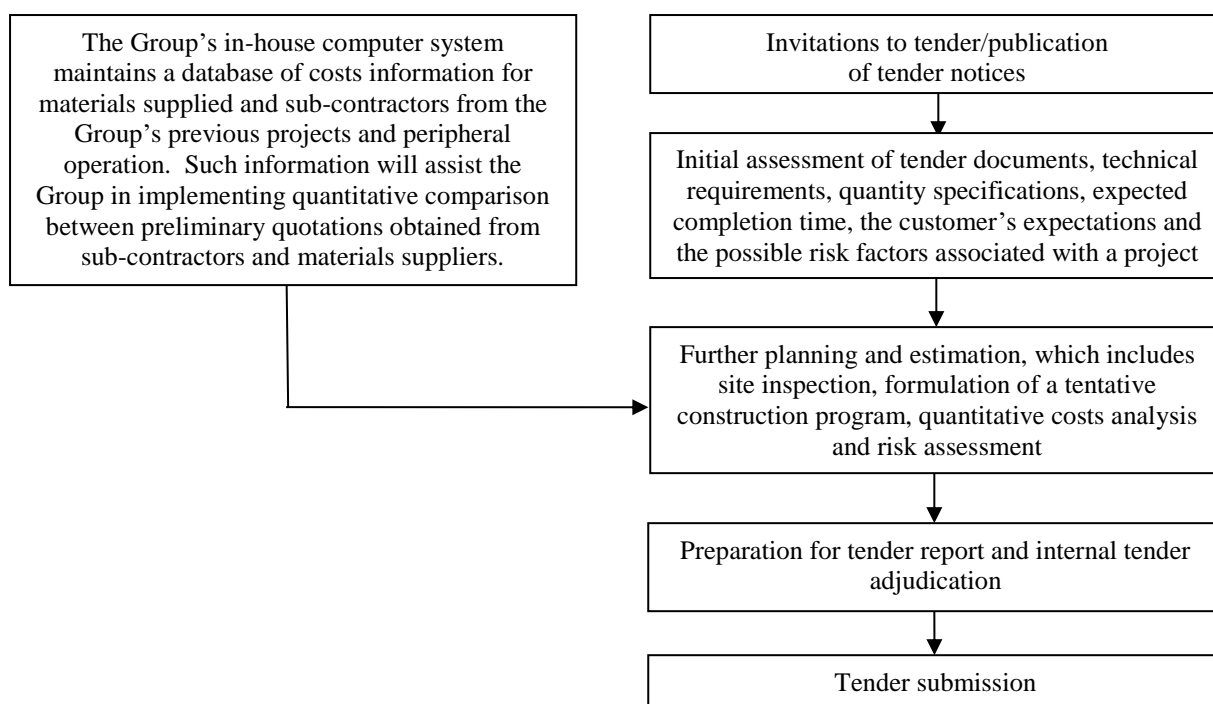 The Group's in-house computer system
maintains a database of costs information for
materials supplied and sub-contractors from the
Group's previous projects and peripheral
operation.  Such information will assist the
Group in implementing quantitative comparison
between preliminary quotations obtained from
sub-contractors and materials suppliers.
Invitations to tender/publication
of tender notices
Initial assessment of tender documents, technical
requirements, quantity specifications, expected
completion time, the customer's expectations and
the possible risk factors associated with a project
Further planning and estimation, which includes
site inspection, formulation of a tentative
construction program, quantitative costs analysis
and risk assessment
Preparation for tender report and internal tender
adjudication
Tender submission